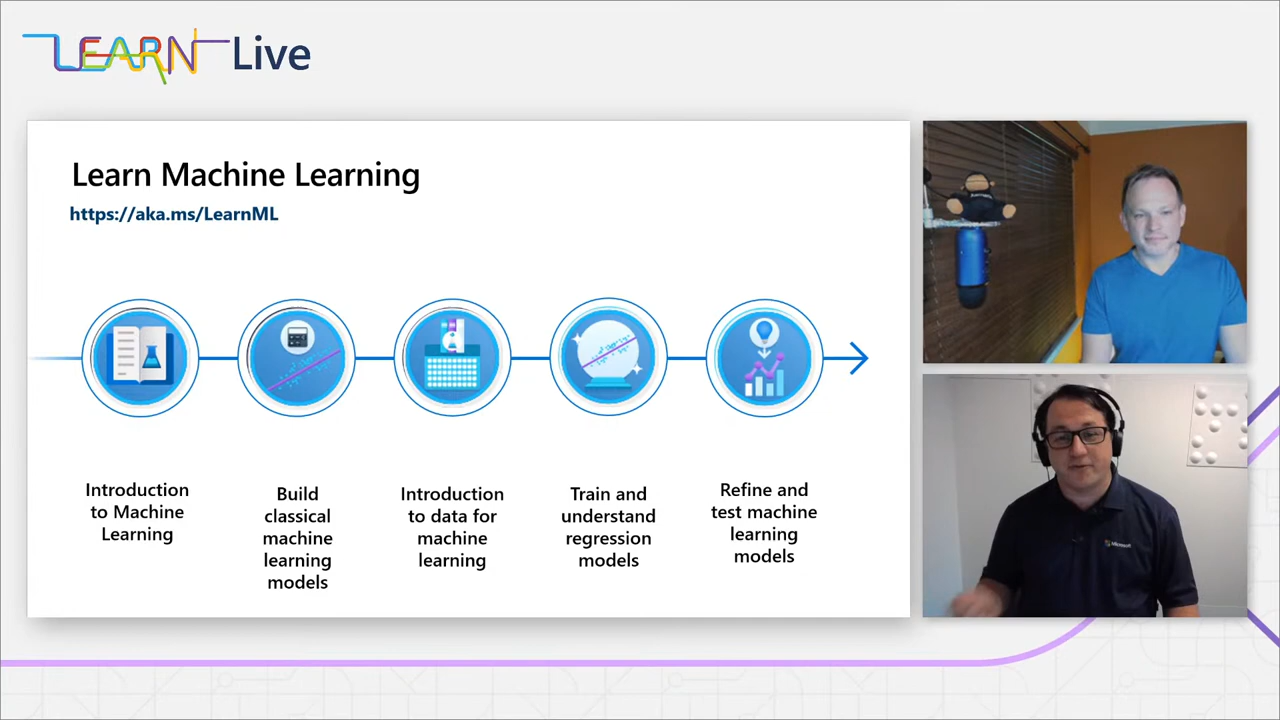 LEARN Live
Learn Machine Learning
https://aka.ms/LearnML
Introduction
to Machine
Learning
Build
classical
machine
learning
models
Introduction
to data for
machine
learning
Train and
understand
regression
models
Refine and
test machine
learning
models
Microsoft